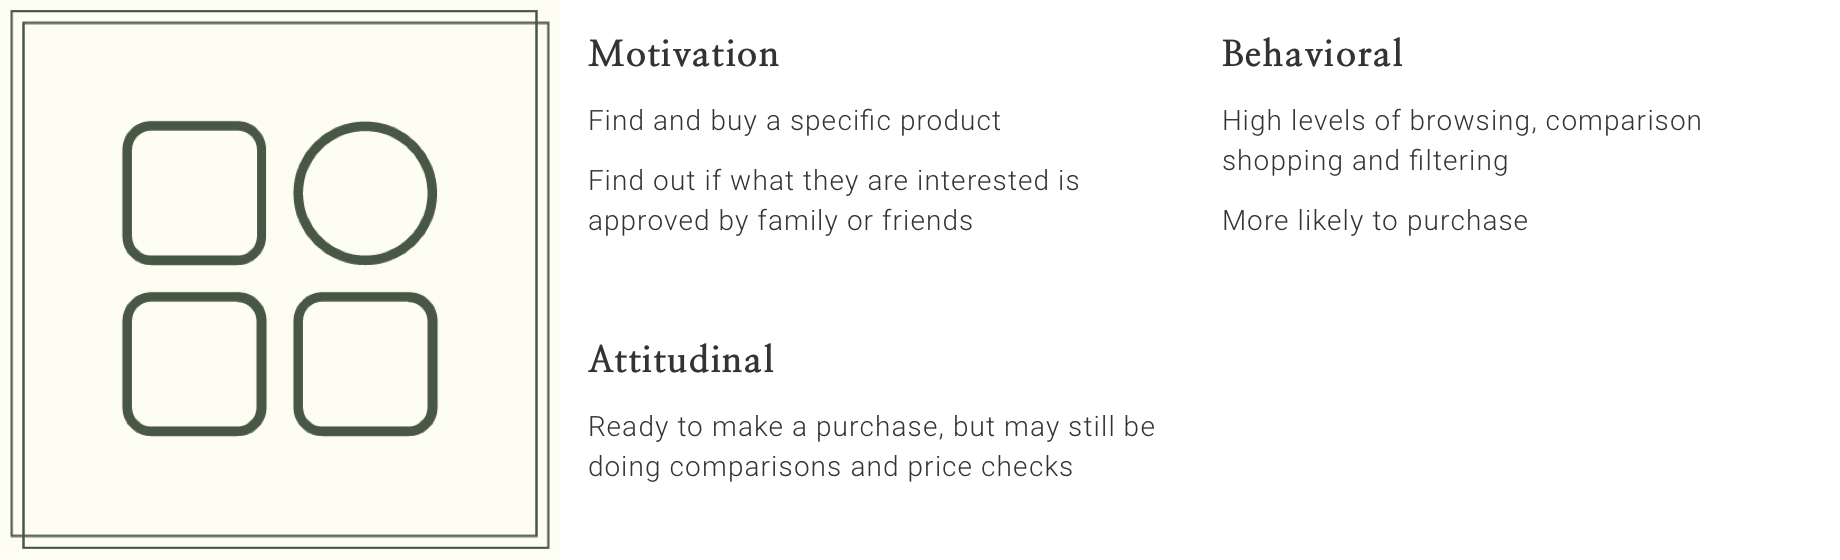 Motivation
Find and buy a specific product
Find out if what they are interested is
approved by family or friends
Behavioral
High levels of browsing, comparison
shopping and filtering
More likely to purchase
Attitudinal
Ready to make a purchase, but may still be
doing comparisons and price checks